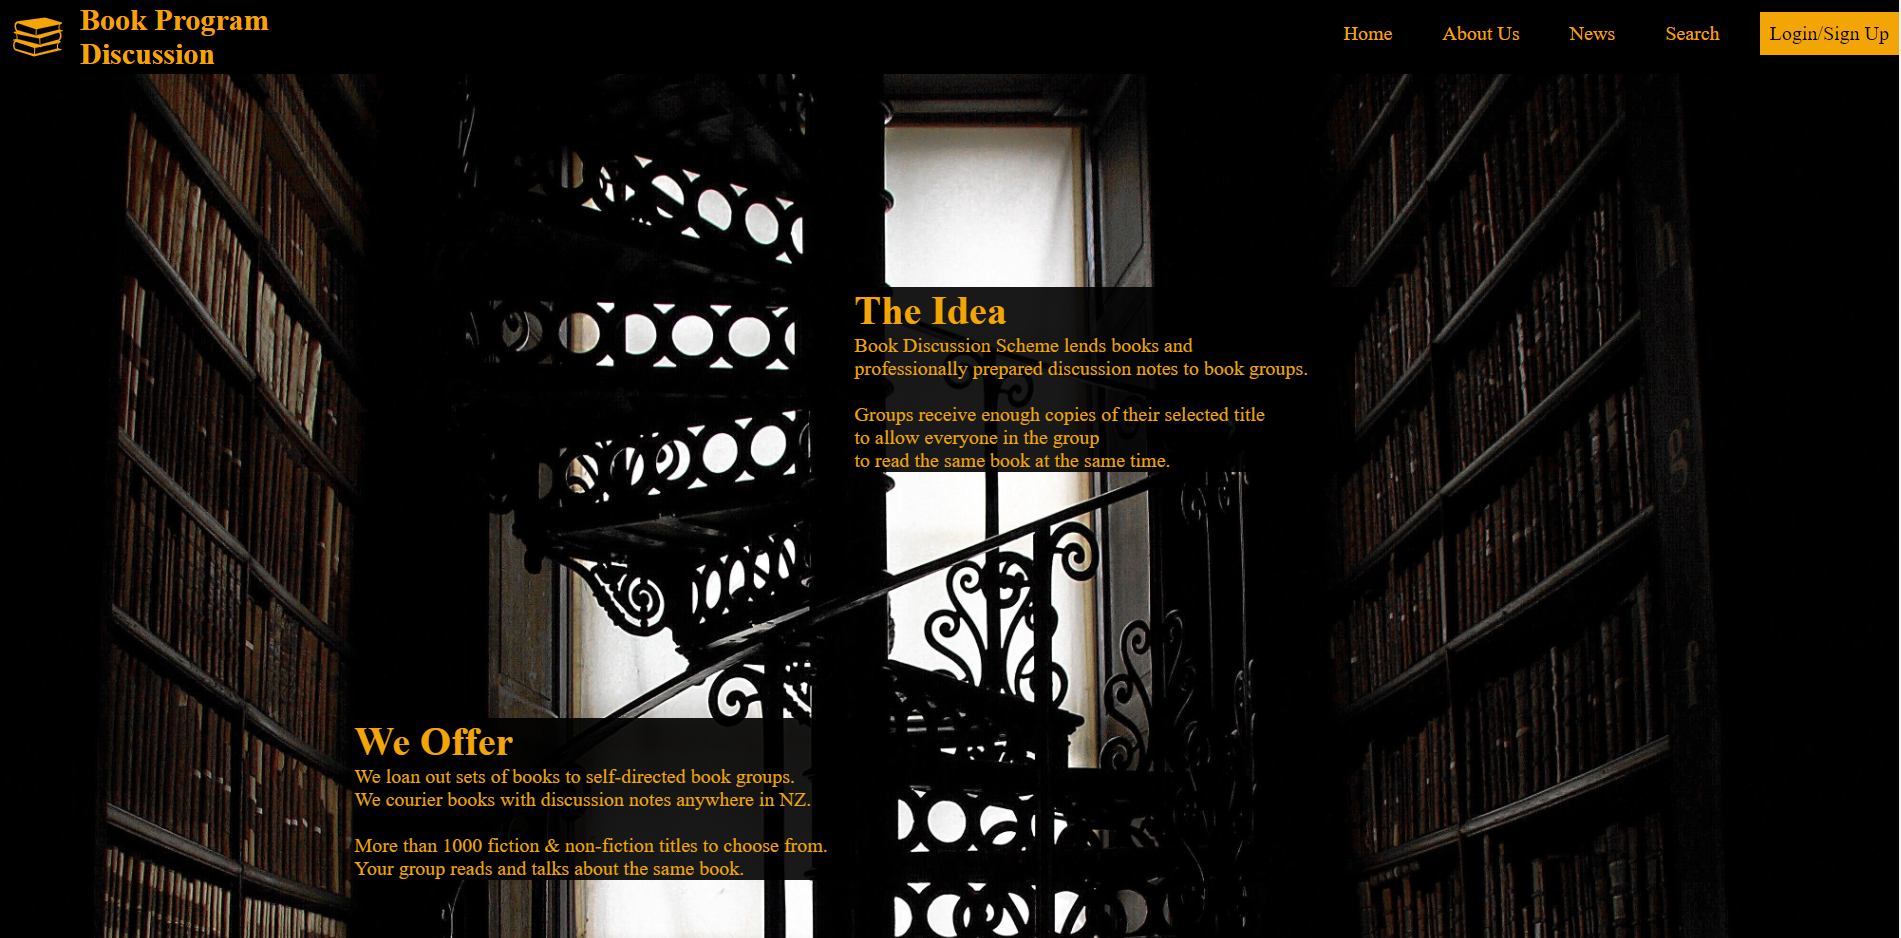 Book Program
Discussion
Home
About Us
News
Search
Login/Sign Up
The Idea
Book Discussion Scheme lends books and
professionally prepared discussion notes to book groups.
Groups receive enough copies of their selected title
to allow everyone in the group
to read the same book at the same time.
We Offer
We loan out sets of books to self-directed book groups.
We courier books with discussion notes anywhere in NZ.
More than 1000 fiction & non-fiction titles to choose from.
Your group reads and talks about the same book.